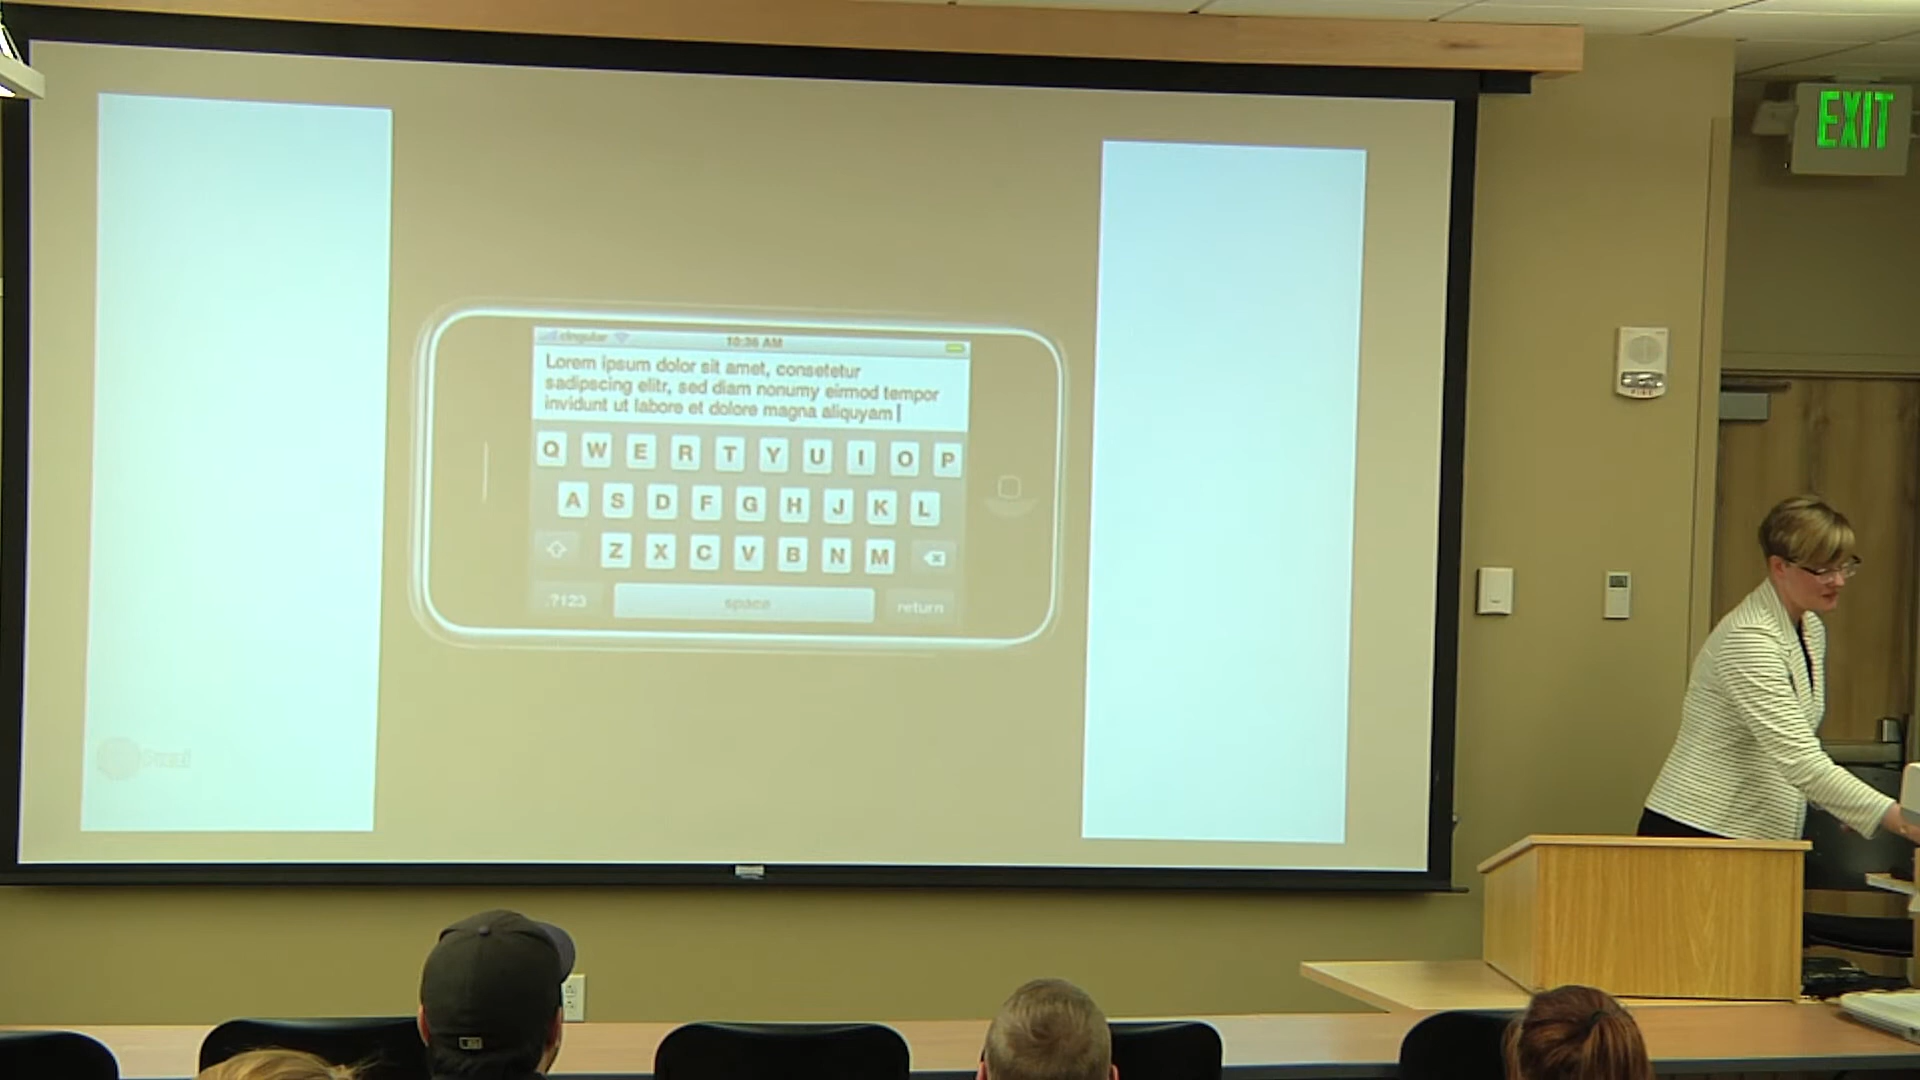 EXIT
cingular 10:36 AM
Lorem ipsum dolor sit amet, consetetur
sadipscing elitr, sed diam nonumy eirmod tempor
invidunt ut labore et dolore magna aliquyam
Q W E R T Y U I O P
A S D F G H J K L
Z X C V B N M
.?123 space return
FIRE